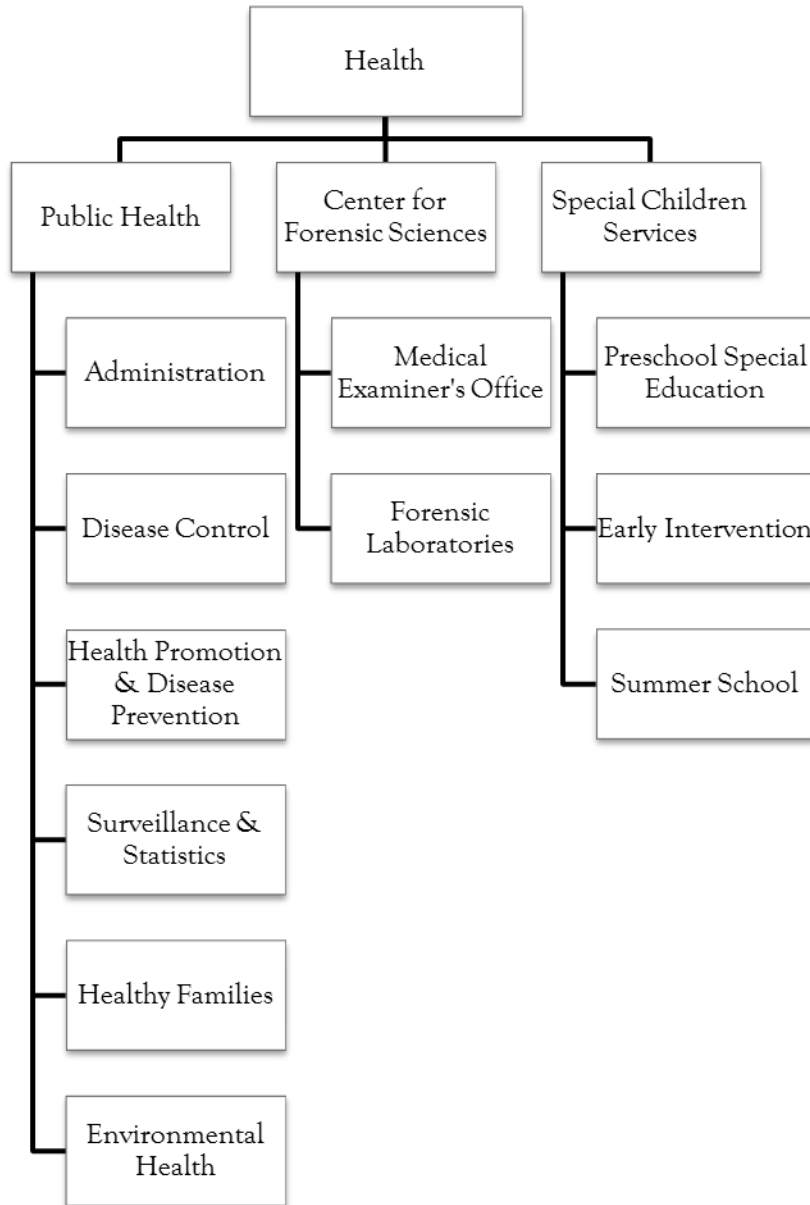 Health
Public Health
Center for
Forensic Sciences
Special Children
Services
Administration
Disease Control
Health Promotion
& Disease
Prevention
Surveillance &
Statistics
Healthy Families
Environmental
Health
Medical
Examiner's Office
Forensic
Laboratories
Preschool Special
Education
Early Intervention
Summer School